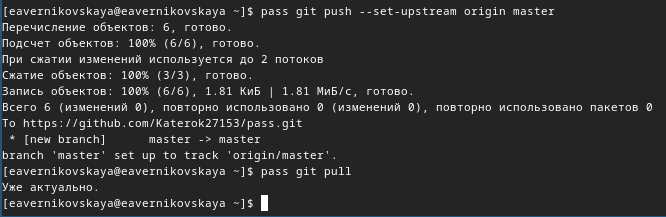 [eavernikovskaya@eavernikovskaya ~]$ pass git push --set-upstream origin master
Перечисление объектов: 6, готово.
Подсчет объектов: 100% (6/6), готово.
При сжатии изменений используется до 2 потоков
Сжатие объектов: 100% (3/3), готово.
Запись объектов: 100% (6/6), 1.81 КиБ | 1.81 МиБ/с, готово.
Всего 6 (изменений 0), повторно использовано 0 (изменений 0), повторно использовано пакетов 0
To https://github.com/Katerok27153/pass.git
 * [new branch]      master -> master
branch 'master' set up to track 'origin/master'.
[eavernikovskaya@eavernikovskaya ~]$ pass git pull
Уже актуально.
[eavernikovskaya@eavernikovskaya ~]$